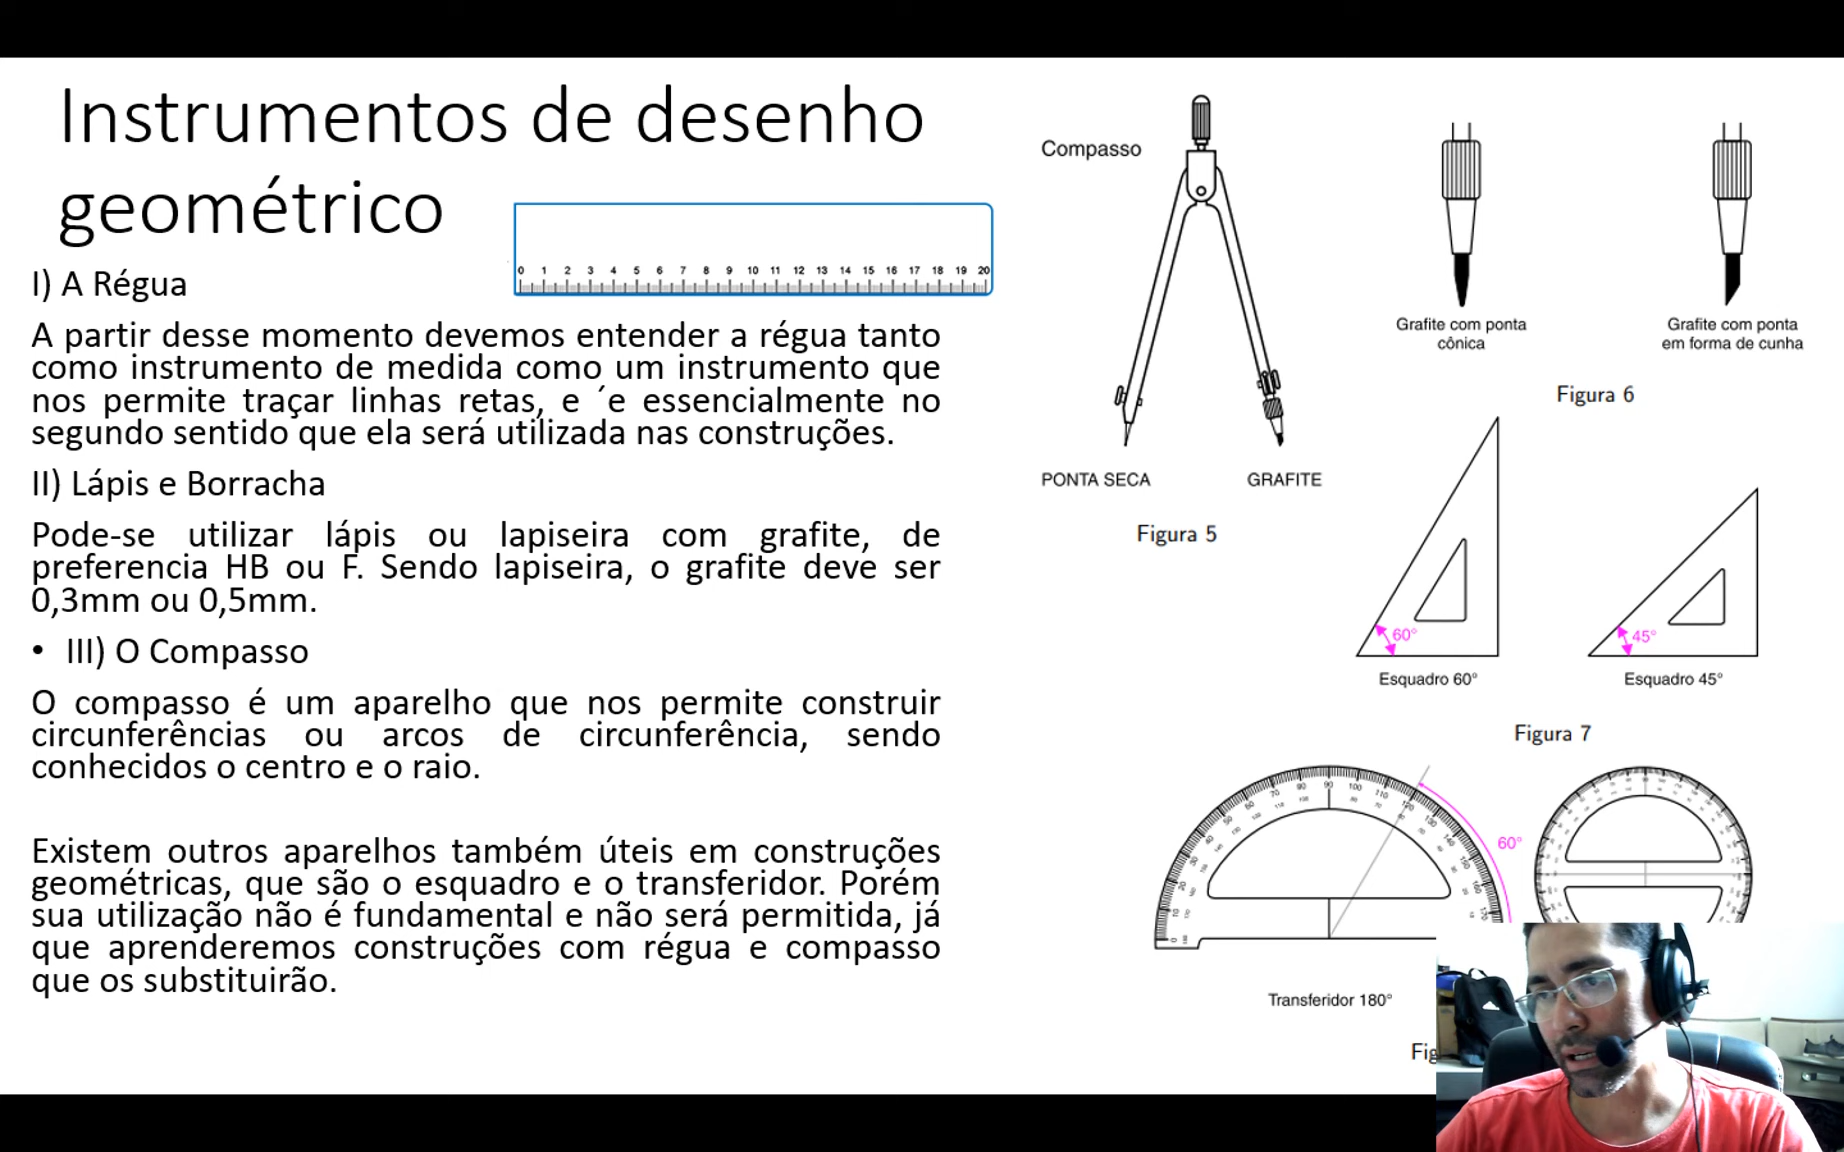 Instrumentos de desenho
geométrico
0 1 2 3 4 5 6 7 8 9 10 11 12 13 14 15 16 17 18 19 20
I) A Régua
A partir desse momento devemos entender a régua tanto
como instrumento de medida como um instrumento que
nos permite traçar linhas retas, e ´e essencialmente no
segundo sentido que ela será utilizada nas construções.
II) Lápis e Borracha
Pode-se utilizar lápis ou lapiseira com grafite, de
preferencia HB ou F. Sendo lapiseira, o grafite deve ser
0,3mm ou 0,5mm.
• III) O Compasso
O compasso é um aparelho que nos permite construir
circunferências ou arcos de circunferência, sendo
conhecidos o centro e o raio.
Existem outros aparelhos também úteis em construções
geométricas, que são o esquadro e o transferidor. Porém
sua utilização não é fundamental e não será permitida, já
que aprenderemos construções com régua e compasso
que os substituirão.
Compasso
PONTA SECA GRAFITE
Figura 5
Grafite com ponta
cônica
Grafite com ponta
em forma de cunha
Figura 6
60°
Esquadro 60°
45°
Esquadro 45°
Figura 7
60°
Transferidor 180°
Fig